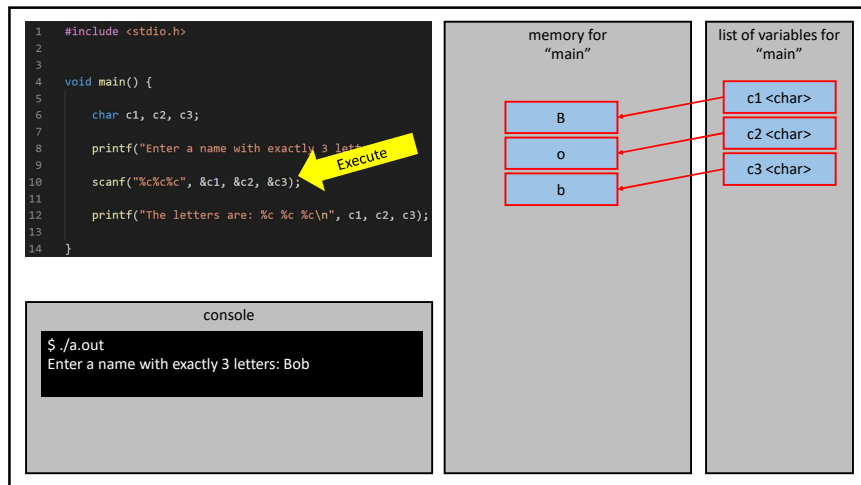 1 #include <stdio.h>
2
3
4 void main() {
5
6 char c1, c2, c3;
7
8 printf("Enter a name with exactly 3 lett
9
10 scanf("%c%c%c", &c1, &c2, &c3);
11
12 printf("The letters are: %c %c %c\n", c1, c2, c3);
13
14 }
Execute
console
$ ./a.out
Enter a name with exactly 3 letters: Bob
memory for
“main”
B
o
b
list of variables for
“main”
c1 <char>
c2 <char>
c3 <char>